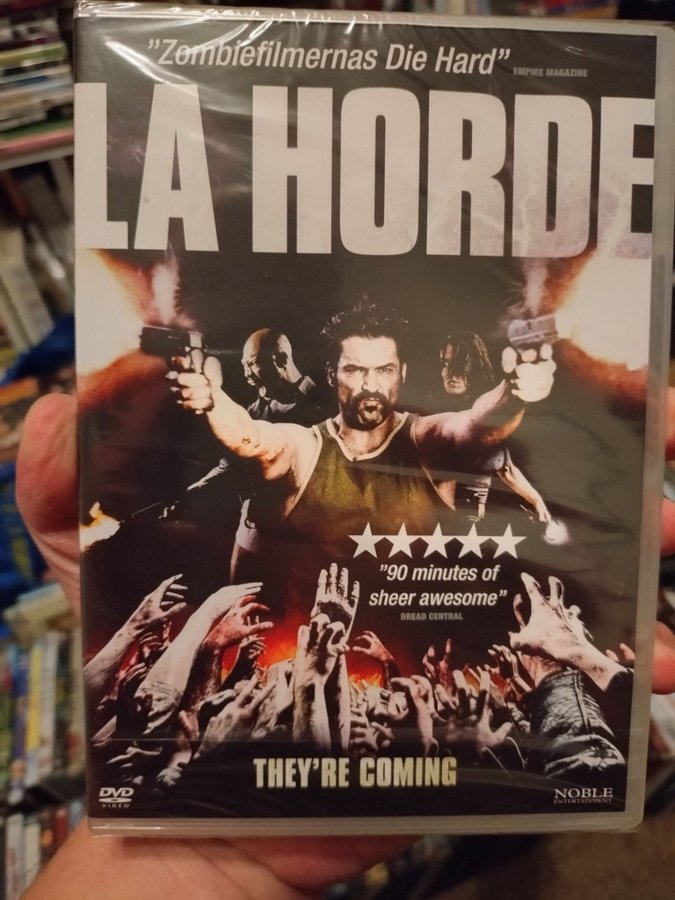 ”Zombiefilmernas Die Hard”
EMPIRE MAGAZINE
LA HORDE
”90 minutes of
sheer awesome”
DREAD CENTRAL
THEY'RE COMING
DVD
VIDEO
NOBLE
ENTERTAINMENT